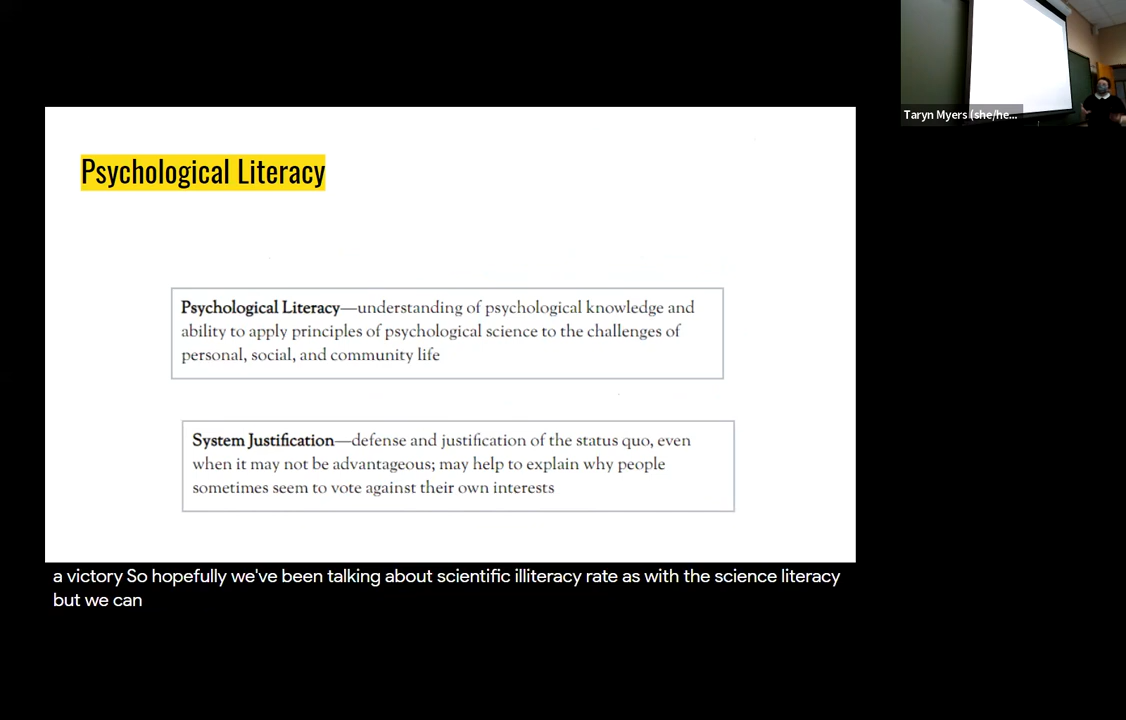 Taryn Myers (she/he...
Psychological Literacy
Psychological Literacy—understanding of psychological knowledge and
ability to apply principles of psychological science to the challenges of
personal, social, and community life
System Justification—defense and justification of the status quo, even
when it may not be advantageous; may help to explain why people
sometimes seem to vote against their own interests
a victory So hopefully we've been talking about scientific illiteracy rate as with the science literacy
but we can